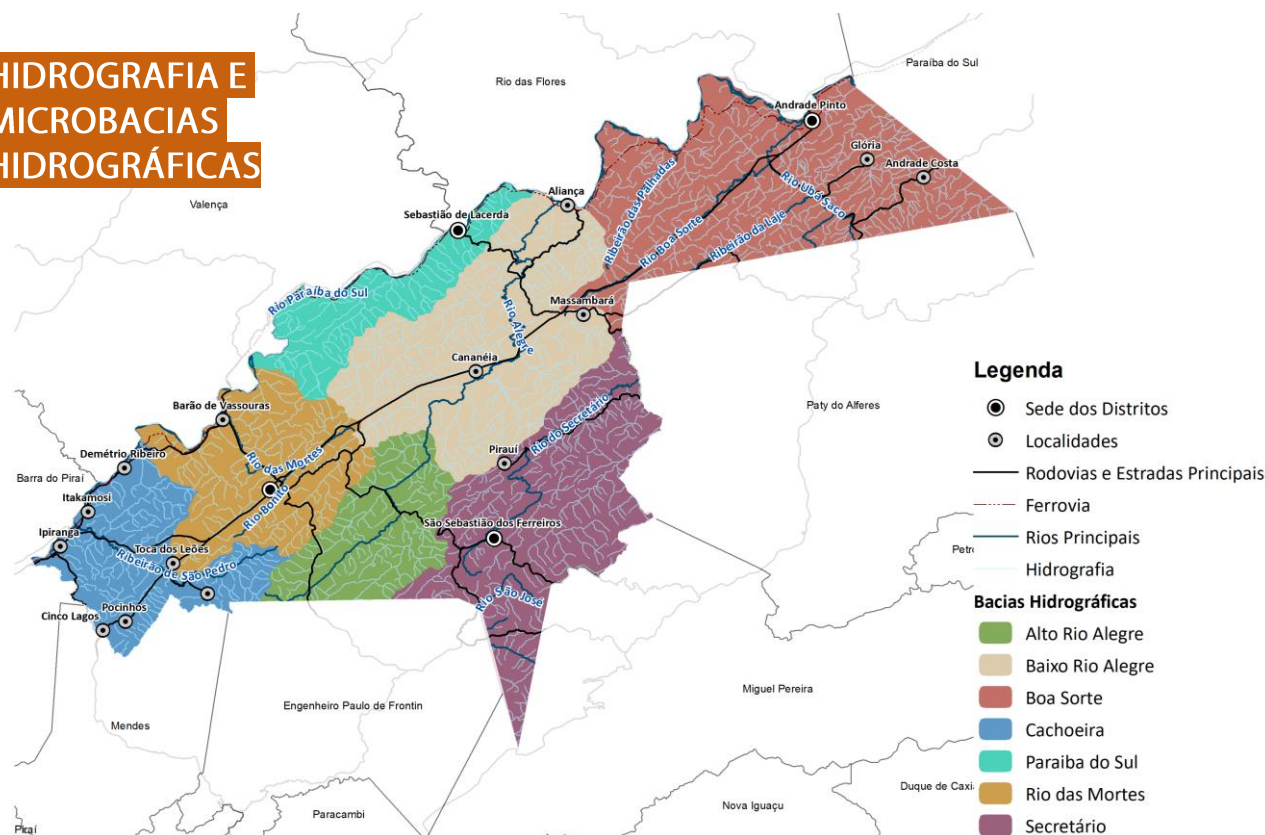 HIDROGRAFIA E
MICROBACIAS
HIDROGRÁFICAS
Rio das Flores
Paraíba do Sul
Andrade Pinto
Glória
Andrade Costa
Rio Ubá
Saco
Valença
Aliança
Sebastião de Lacerda
Ribeirão das Palhadas
Rio Boa Sorte
Ribeirão da Laje
Rio Paraíba do Sul
Massambará
Rio Alegre
Cananéia
Paty do Alferes
Barão de Vassouras
Rio do Secretário
Pirauí
Rio das Mortes
Demétrio Ribeiro
Barra do Piraí
Itakamosi
Rio Bonito
São Sebastião dos Ferreiros
Ipiranga
Toca dos Leões
Ribeirão de São Pedro
Rio São José
Pocinhos
Cinco Lagos
Miguel Pereira
Engenheiro Paulo de Frontin
Mendes
Nova Iguaçu
Paracambi
Piraí
Petro
Duque de Caxi
Legenda
Sede dos Distritos
Localidades
Rodovias e Estradas Principais
Ferrovia
Rios Principais
Hidrografia
Bacias Hidrográficas
Alto Rio Alegre
Baixo Rio Alegre
Boa Sorte
Cachoeira
Paraiba do Sul
Rio das Mortes
Secretário